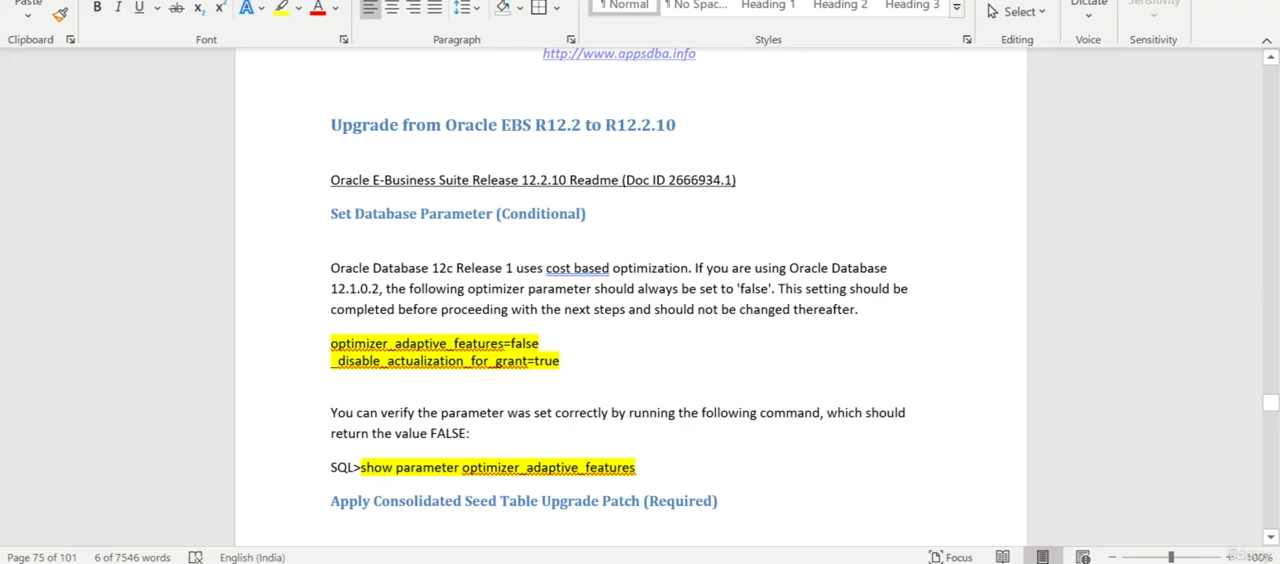 Paste
B I U ab x₂ x² A A
¶ Normal ¶ No Spac... Heading 1 Heading 2 Heading 3
Select
Dictate
Sensitivity
Clipboard Font Paragraph Styles Editing Voice Sensitivity
http://www.appsdba.info
Upgrade from Oracle EBS R12.2 to R12.2.10
Oracle E-Business Suite Release 12.2.10 Readme (Doc ID 2666934.1)
Set Database Parameter (Conditional)
Oracle Database 12c Release 1 uses cost based optimization. If you are using Oracle Database
12.1.0.2, the following optimizer parameter should always be set to 'false'. This setting should be
completed before proceeding with the next steps and should not be changed thereafter.
optimizer_adaptive_features=false
_disable_actualization_for_grant=true
You can verify the parameter was set correctly by running the following command, which should
return the value FALSE:
SQL>show parameter optimizer_adaptive_features
Apply Consolidated Seed Table Upgrade Patch (Required)
Page 75 of 101 6 of 7546 words English (India) Focus 100%